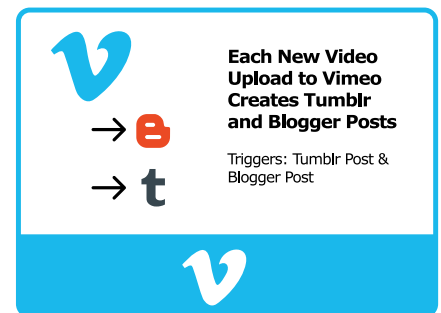 Each New Video
Upload to Vimeo
Creates Tumblr
and Blogger Posts
Triggers: Tumblr Post &
Blogger Post
t